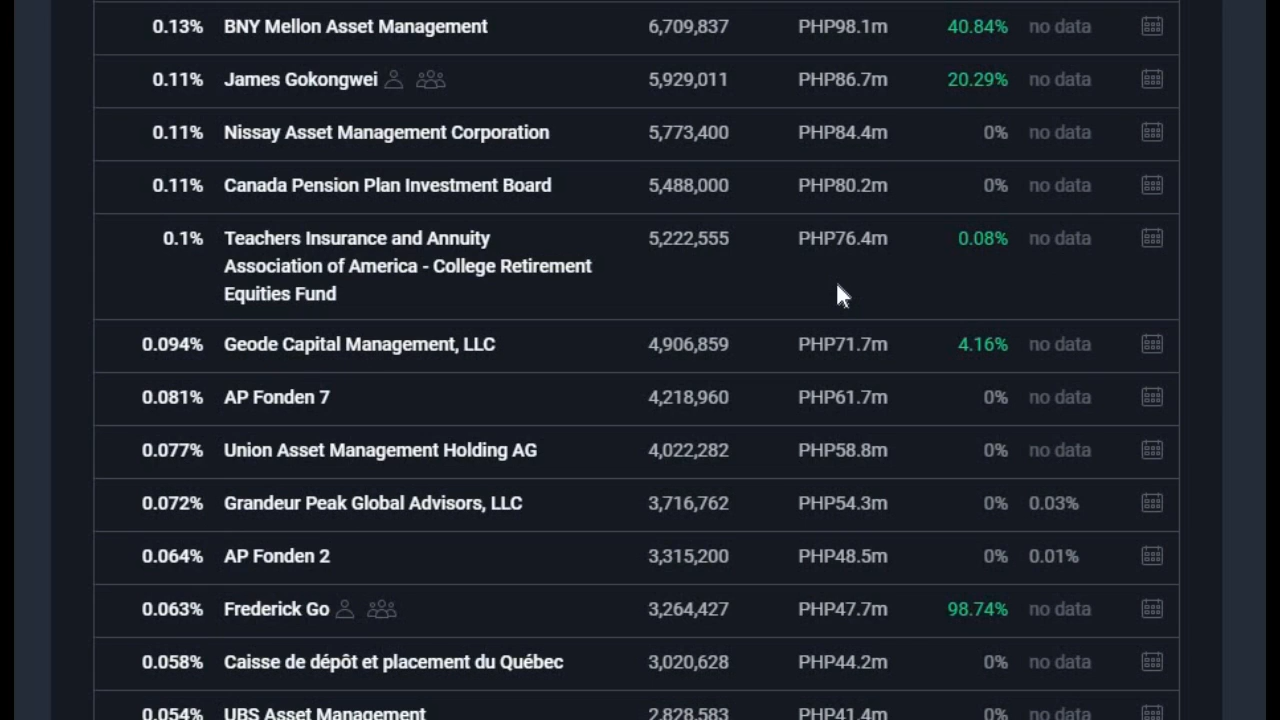 0.13% BNY Mellon Asset Management 6,709,837 PHP98.1m 40.84% no data
0.11% James Gokongwei 5,929,011 PHP86.7m 20.29% no data
0.11% Nissay Asset Management Corporation 5,773,400 PHP84.4m 0% no data
0.11% Canada Pension Plan Investment Board 5,488,000 PHP80.2m 0% no data
0.1% Teachers Insurance and Annuity 5,222,555 PHP76.4m 0.08% no data
Association of America - College Retirement
Equities Fund
0.094% Geode Capital Management, LLC 4,906,859 PHP71.7m 4.16% no data
0.081% AP Fonden 7 4,218,960 PHP61.7m 0% no data
0.077% Union Asset Management Holding AG 4,022,282 PHP58.8m 0% no data
0.072% Grandeur Peak Global Advisors, LLC 3,716,762 PHP54.3m 0% 0.03%
0.064% AP Fonden 2 3,315,200 PHP48.5m 0% 0.01%
0.063% Frederick Go 3,264,427 PHP47.7m 98.74% no data
0.058% Caisse de dépôt et placement du Québec 3,020,628 PHP44.2m 0% no data
0.054% UBS Asset Management 2,828,583 PHP41.4m 0% no data